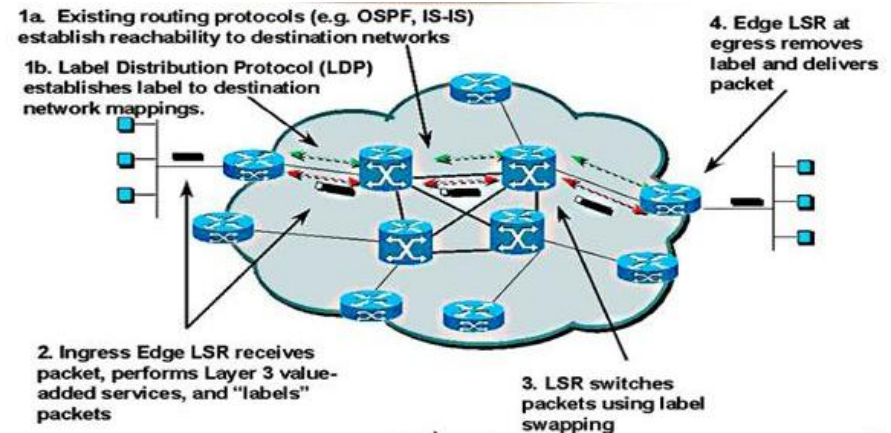 1a. Existing routing protocols (e.g. OSPF, IS-IS)
establish reachability to destination networks
1b. Label Distribution Protocol (LDP)
establishes label to destination
network mappings.
4. Edge LSR at
egress removes
label and delivers
packet
2. Ingress Edge LSR receives
packet, performs Layer 3 value-
added services, and “labels”
packets
3. LSR switches
packets using label
swapping